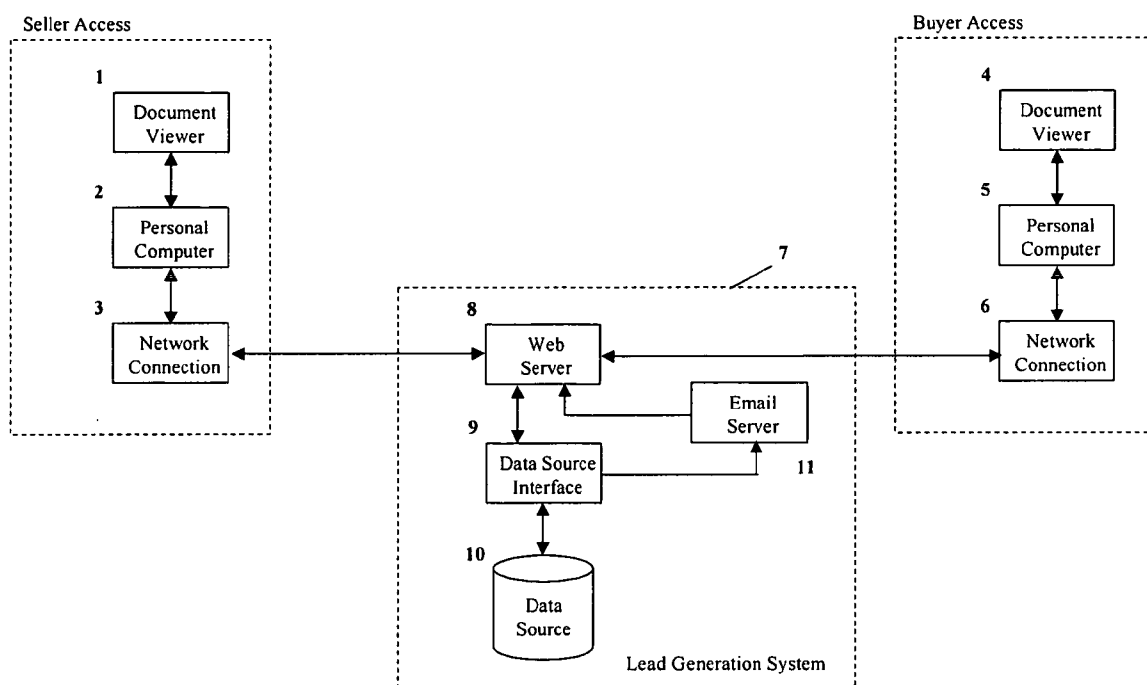 Seller Access
1
Document
Viewer
2
Personal
Computer
3
Network
Connection
Buyer Access
4
Document
Viewer
5
Personal
Computer
6
Network
Connection
7
8
Web
Server
Email
Server
11
9
Data Source
Interface
10
Data
Source
Lead Generation System